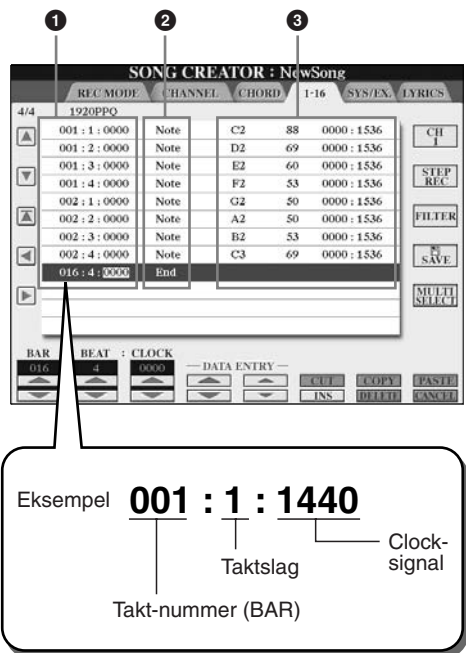 1 2 3
SONG CREATOR : NewSong
REC MODE CHANNEL CHORD 1-16 SYS/EX. LYRICS
4/4 1920PPQ
001 : 1 : 0000 Note C2 88 0000 : 1536
001 : 2 : 0000 Note D2 69 0000 : 1536
001 : 3 : 0000 Note E2 60 0000 : 1536
001 : 4 : 0000 Note F2 53 0000 : 1536
002 : 1 : 0000 Note G2 50 0000 : 1536
002 : 2 : 0000 Note A2 50 0000 : 1536
002 : 3 : 0000 Note B2 53 0000 : 1536
002 : 4 : 0000 Note C3 69 0000 : 1536
016 : 4 : 0000 End
CH
1
STEP
REC
FILTER
SAVE
MULTI
SELECT
BAR BEAT : CLOCK
016 4 0000
DATA ENTRY
CUT COPY PASTE
INS DELETE CANCEL
Eksempel 001 : 1 : 1440
Clock-
signal
Taktslag
Takt-nummer (BAR)